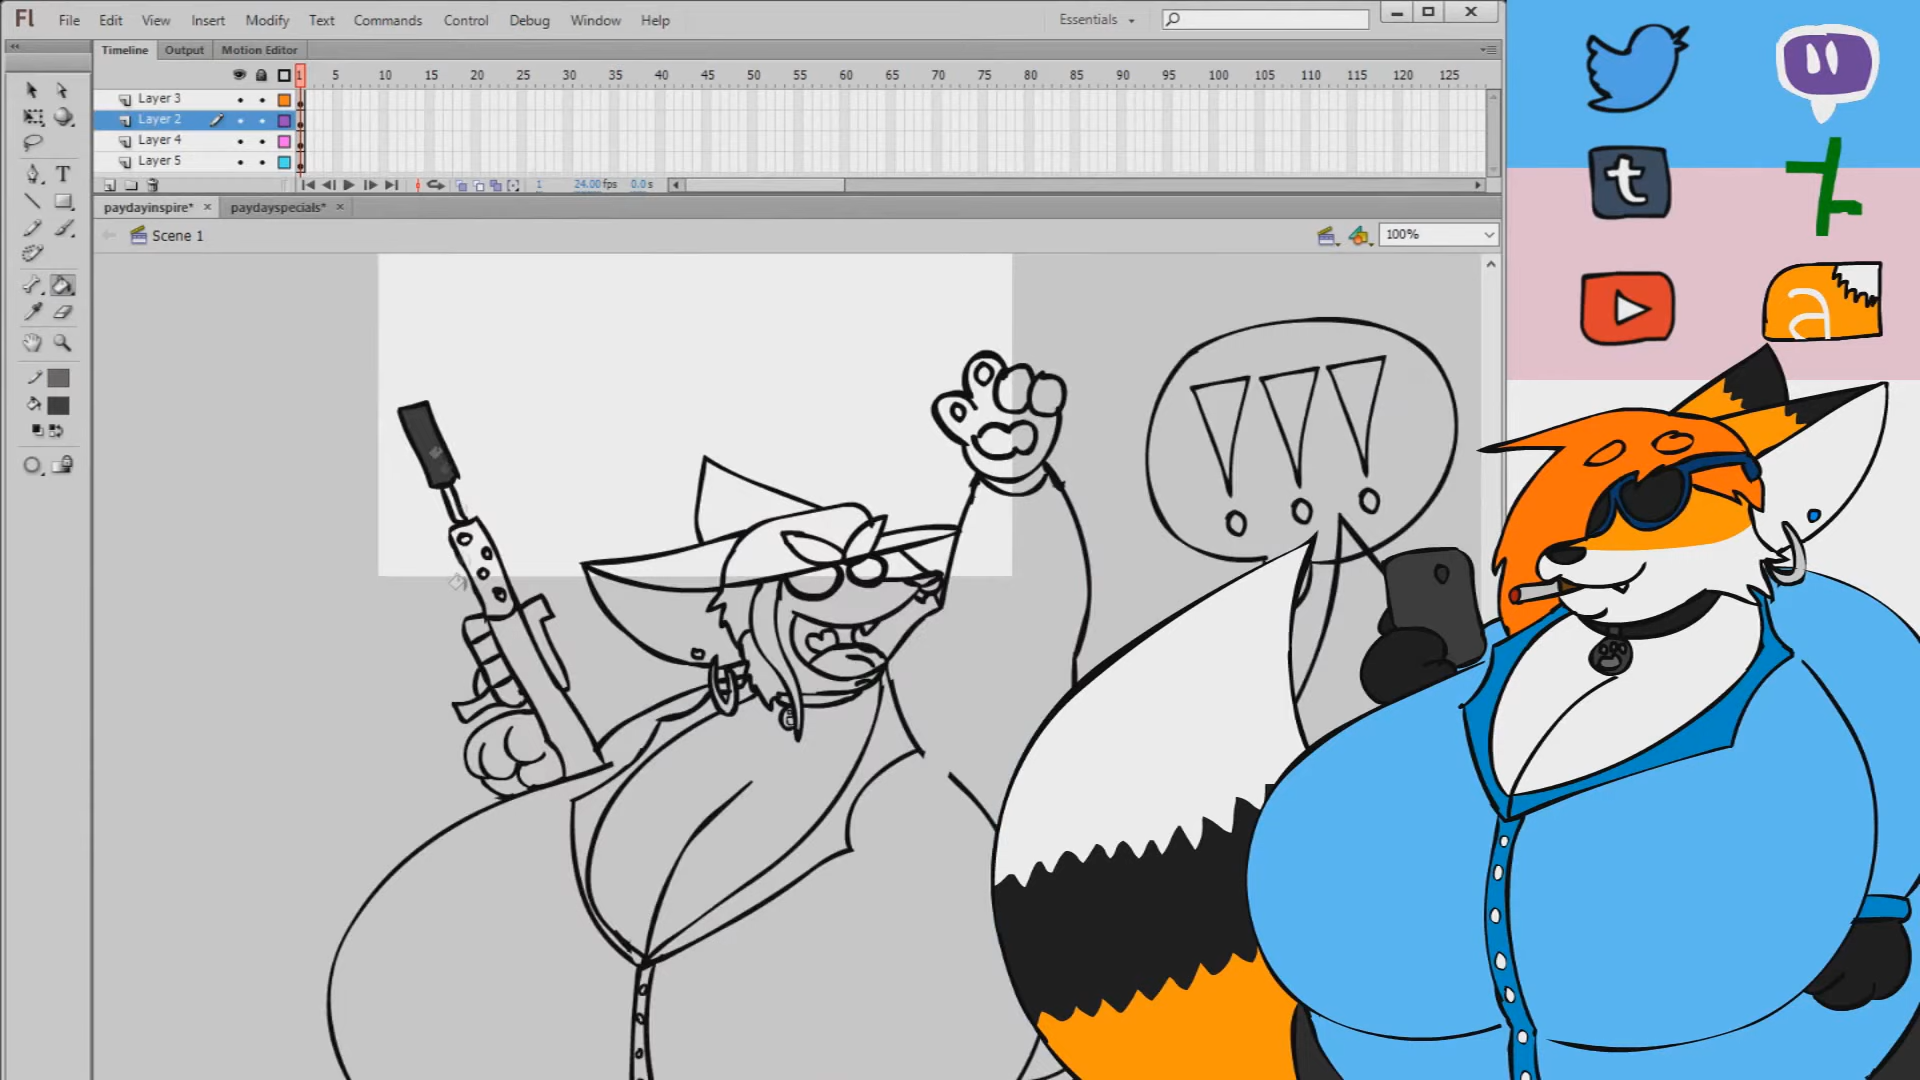 Fl File Edit View Insert Modify Text Commands Control Debug Window Help Essentials
Timeline Output Motion Editor
1 5 10 15 20 25 30 35 40 45 50 55 60 65 70 75 80 85 90 95 100 105 110 115 120 125
Layer 3
Layer 2
Layer 4
Layer 5
1 24.00 fps 0.0 s
paydayinspire* paydayspecials*
Scene 1 100%
T
t
a
!!!